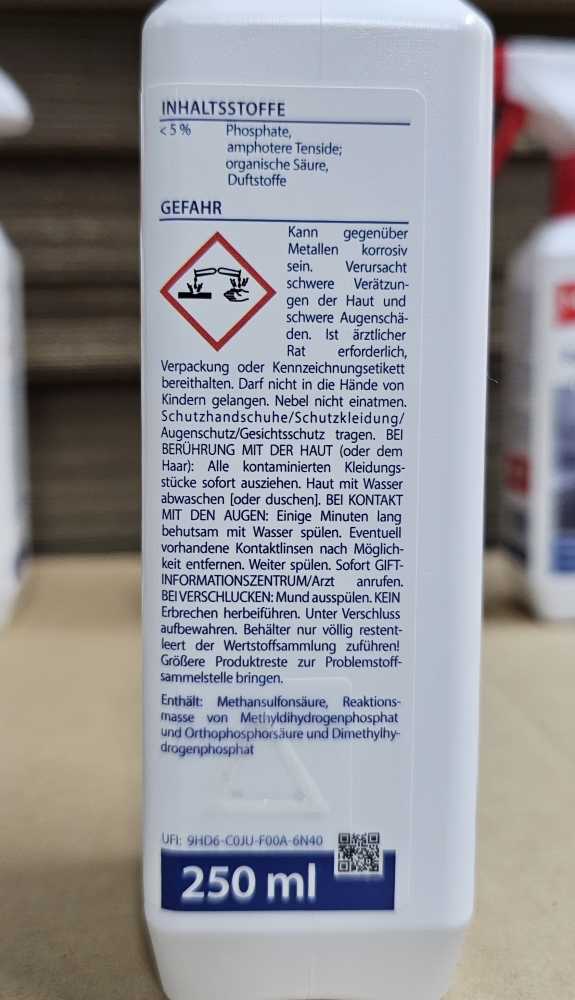 INHALTSSTOFFE
< 5 % Phosphate,
amphotere Tenside;
organische Säure,
Duftstoffe
GEFAHR
Kann gegenüber
Metallen korrosiv
sein. Verursacht
schwere Verätzun-
gen der Haut und
schwere Augenschä-
den. Ist ärztlicher
Rat erforderlich,
Verpackung oder Kennzeichnungsetikett
bereithalten. Darf nicht in die Hände von
Kindern gelangen. Nebel nicht einatmen.
Schutzhandschuhe/Schutzkleidung/
Augenschutz/Gesichtsschutz tragen. BEI
BERÜHRUNG MIT DER HAUT (oder dem
Haar): Alle kontaminierten Kleidungs-
stücke sofort ausziehen. Haut mit Wasser
abwaschen [oder duschen]. BEI KONTAKT
MIT DEN AUGEN: Einige Minuten lang
behutsam mit Wasser spülen. Eventuell
vorhandene Kontaktlinsen nach Möglich-
keit entfernen. Weiter spülen. Sofort GIFT-
INFORMATIONSZENTRUM/Arzt anrufen.
BEI VERSCHLUCKEN: Mund ausspülen. KEIN
Erbrechen herbeiführen. Unter Verschluss
aufbewahren. Behälter nur völlig restent-
leert der Wertstoffsammlung zuführen!
Größere Produktreste zur Problemstoff-
sammelstelle bringen.
Enthält: Methansulfonsäure, Reaktions-
masse von Methyldihydrogenphosphat
und Orthophosphorsäure und Dimethylhy-
drogenphosphat
UFI: 9HD6-C0JU-F00A-6N40
250 ml